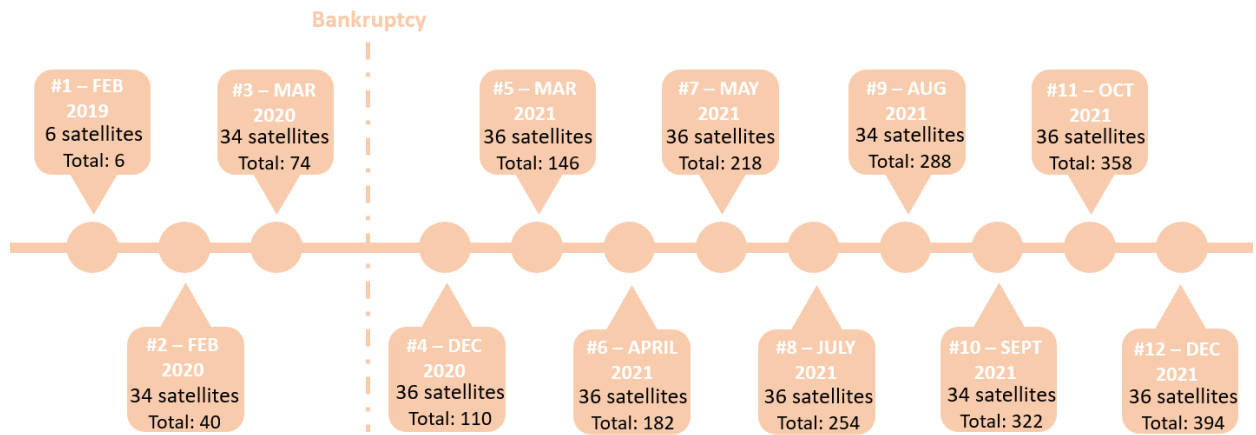 Bankruptcy
#1 – FEB
2019
6 satellites
Total: 6
#3 – MAR
2020
34 satellites
Total: 74
#5 – MAR
2021
36 satellites
Total: 146
#7 – MAY
2021
36 satellites
Total: 218
#9 – AUG
2021
34 satellites
Total: 288
#11 – OCT
2021
36 satellites
Total: 358
#2 – FEB
2020
34 satellites
Total: 40
#4 – DEC
2020
36 satellites
Total: 110
#6 – APRIL
2021
36 satellites
Total: 182
#8 – JULY
2021
36 satellites
Total: 254
#10 – SEPT
2021
34 satellites
Total: 322
#12 – DEC
2021
36 satellites
Total: 394